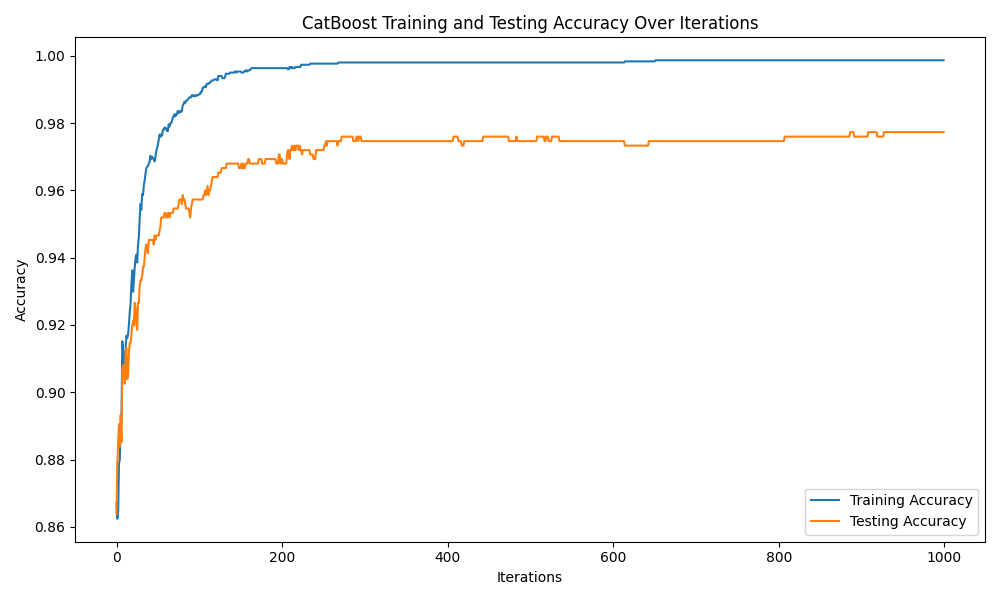 CatBoost Training and Testing Accuracy Over Iterations
1.00
0.98
0.96
0.94
0.92
0.90
0.88
0.86
Accuracy
0
200
400
600
800
1000
Iterations
Training Accuracy
Testing Accuracy